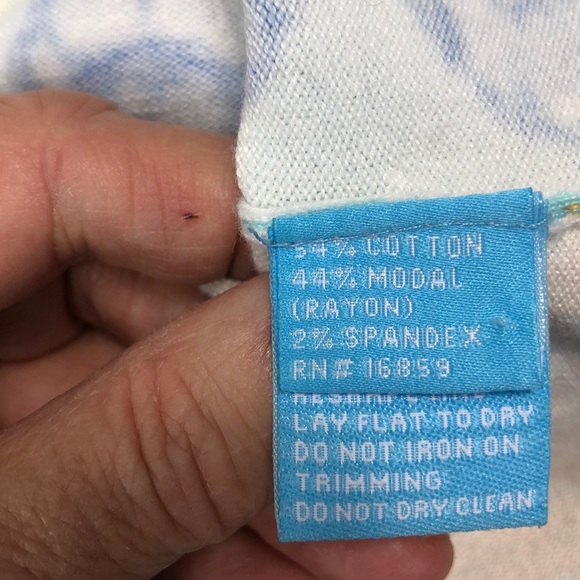 54% COTTON
44% MODAL
(RAYON)
2% SPANDEX
RN# 16859
LAY FLAT TO DRY
DO NOT IRON ON
TRIMMING
DO NOT DRY CLEAN